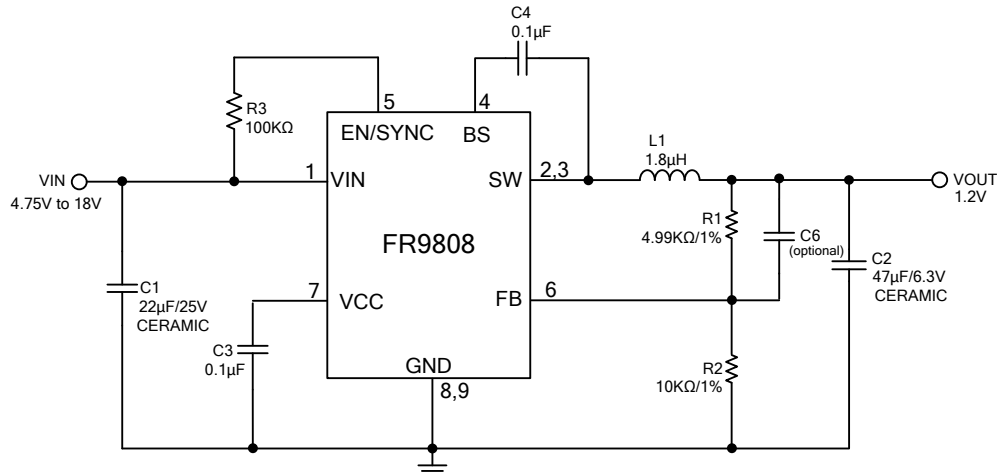 C4
0.1μF
5
4
R3
100KΩ
EN/SYNC
BS
L1
1.8μH
1
VIN
SW
2,3
VIN
4.75V to 18V
VOUT
1.2V
R1
4.99KΩ/1%
C6
(optional)
FR9808
C2
47μF/6.3V
CERAMIC
C1
22μF/25V
CERAMIC
7
VCC
FB
6
C3
0.1μF
GND
8,9
R2
10KΩ/1%